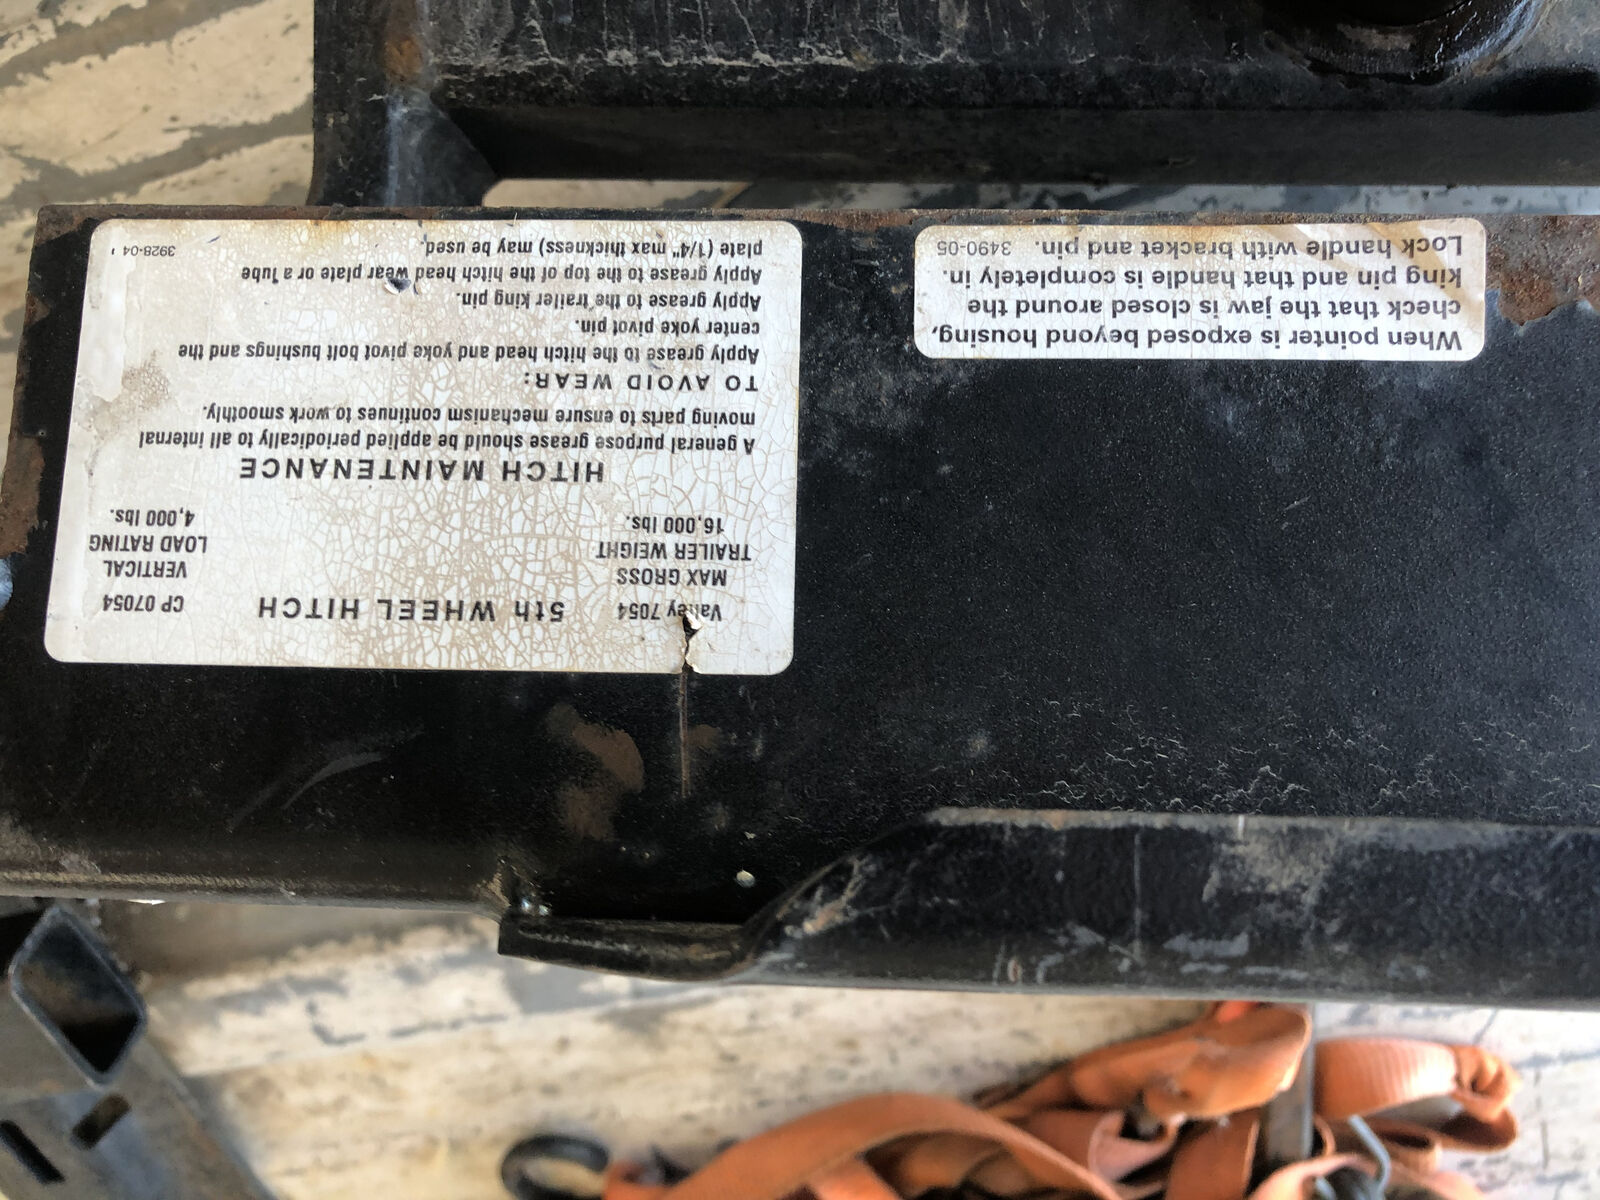 Valley 7054 5th WHEEL HITCH CP 07054
MAX GROSS VERTICAL
TRAILER WEIGHT LOAD RATING
16,000 lbs. 4,000 lbs.
HITCH MAINTENANCE
A general purpose grease should be applied periodically to all internal
moving parts to ensure mechanism continues to work smoothly.
TO AVOID WEAR:
Apply grease to the hitch head and yoke pivot bolt bushings and the
center yoke pivot pin.
Apply grease to the trailer king pin.
Apply grease to the top of the hitch head wear plate or a lube
plate (1/4" max thickness) may be used. 3928-04
When pointer is exposed beyond housing,
check that the jaw is closed around the
king pin and that handle is completely in.
Lock handle with bracket and pin. 3490-05